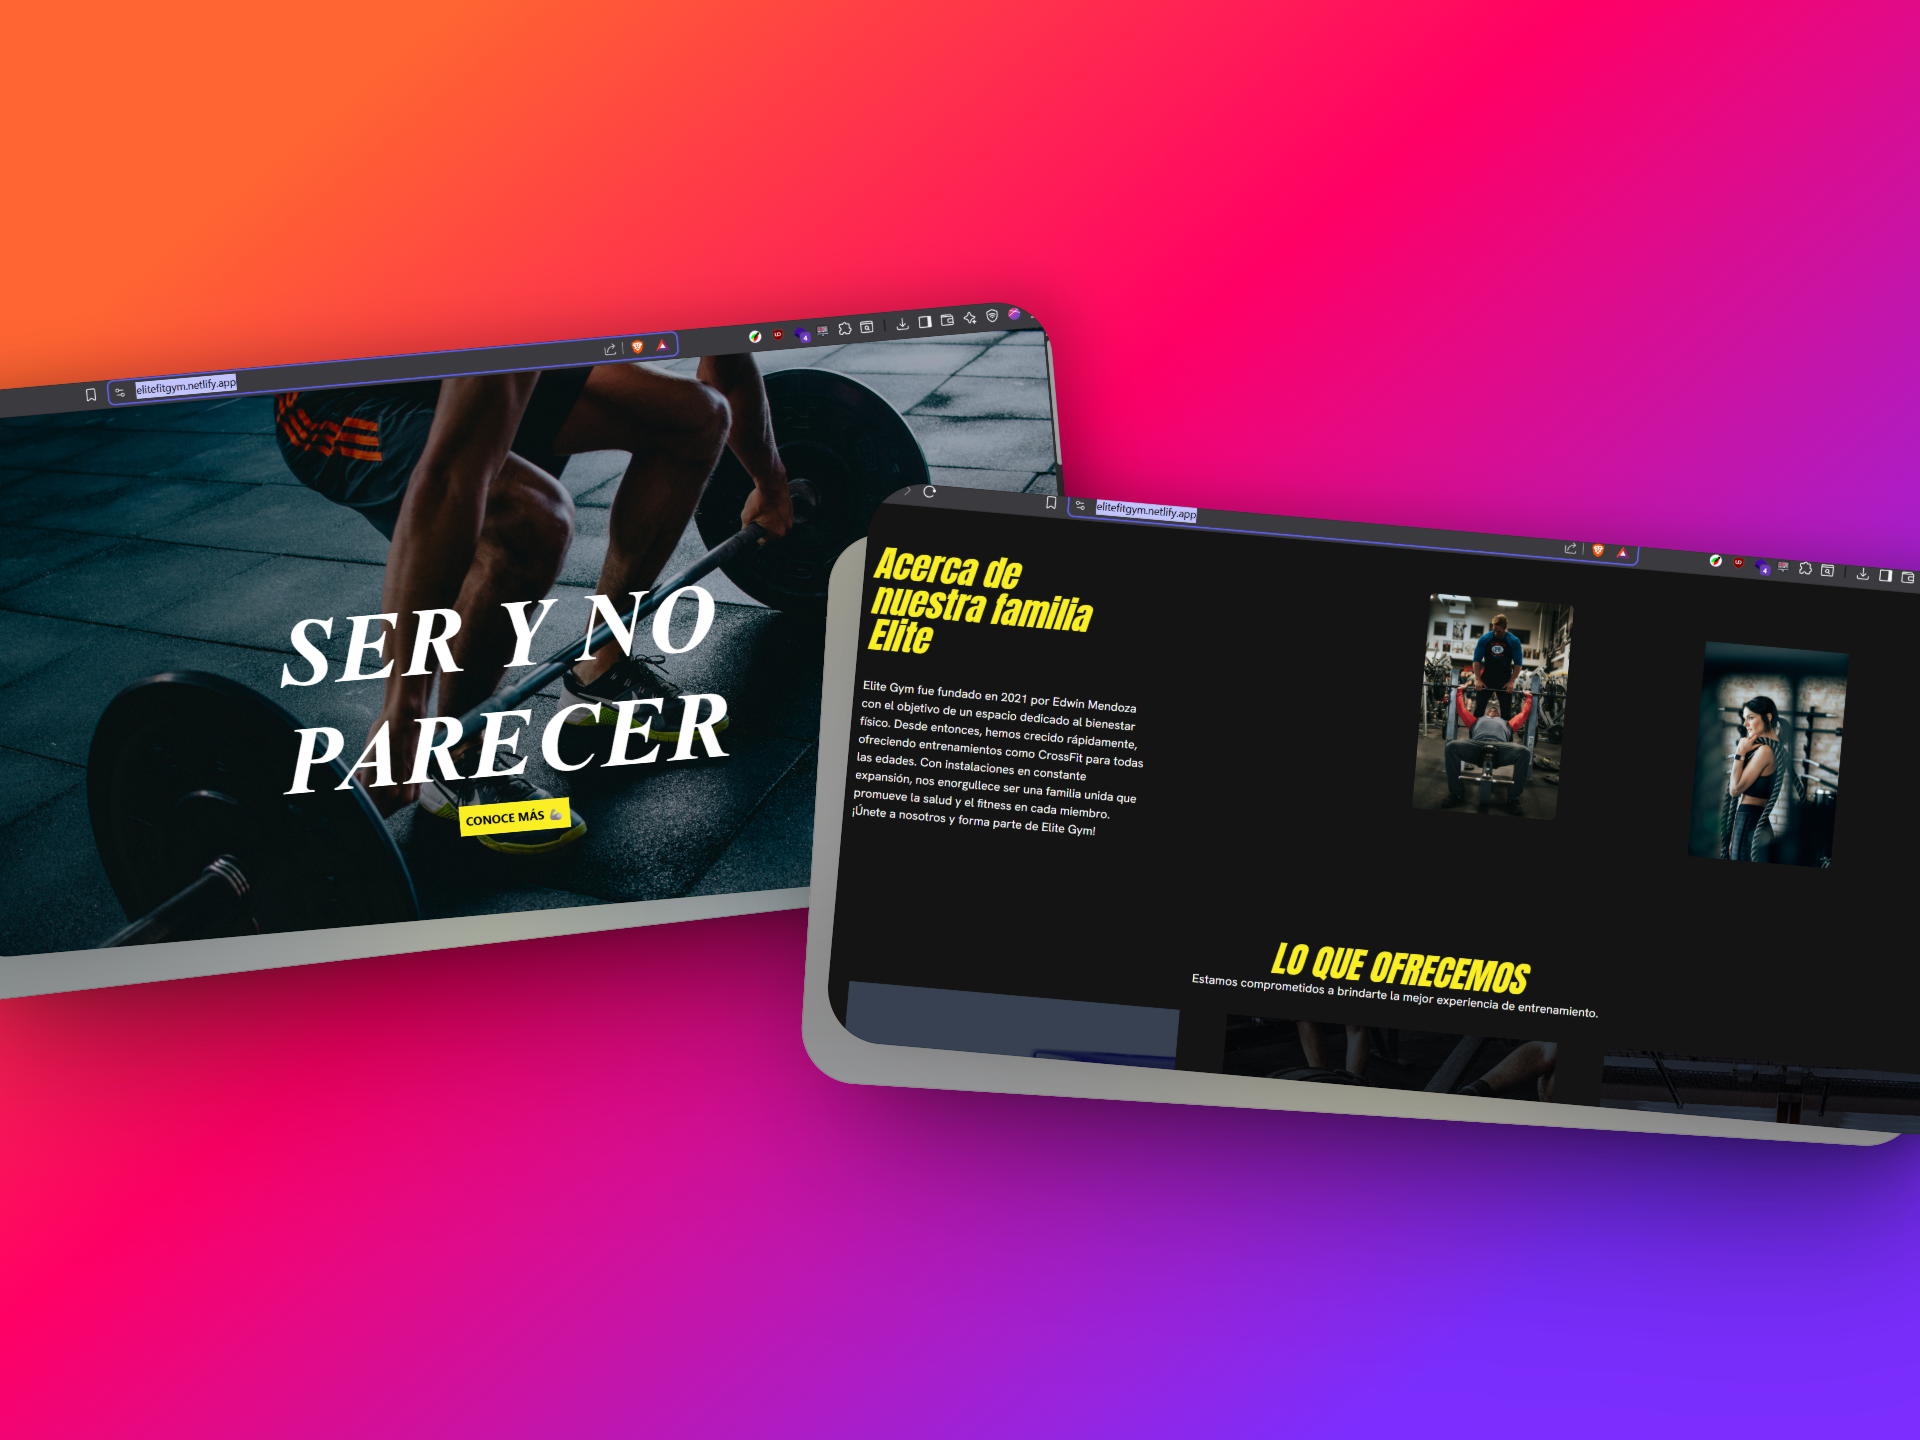 elitefitgym.netlify.app
4
SER Y NO
PARECER
CONOCE MÁS
elitefitgym.netlify.app
4
Acerca de
nuestra familia
Elite
Elite Gym fue fundado en 2021 por Edwin Mendoza
con el objetivo de un espacio dedicado al bienestar
físico. Desde entonces, hemos crecido rápidamente,
ofreciendo entrenamientos como CrossFit para todas
las edades. Con instalaciones en constante
expansión, nos enorgullece ser una familia unida que
promueve la salud y el fitness en cada miembro.
¡Únete a nosotros y forma parte de Elite Gym!
LO QUE OFRECEMOS
Estamos comprometidos a brindarte la mejor experiencia de entrenamiento.